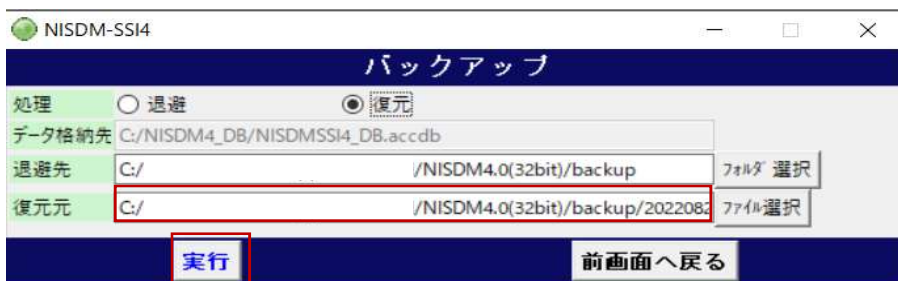 NISDM-SSI4
バックアップ
処理 退避 復元
データ格納先 C:/NISDM4_DB/NISDMSSI4_DB.accdb
退避先 C:/ /NISDM4.0(32bit)/backup フォルダ 選択
復元元 C:/ /NISDM4.0(32bit)/backup/2022082 ファイル選択
実行 前画面へ戻る